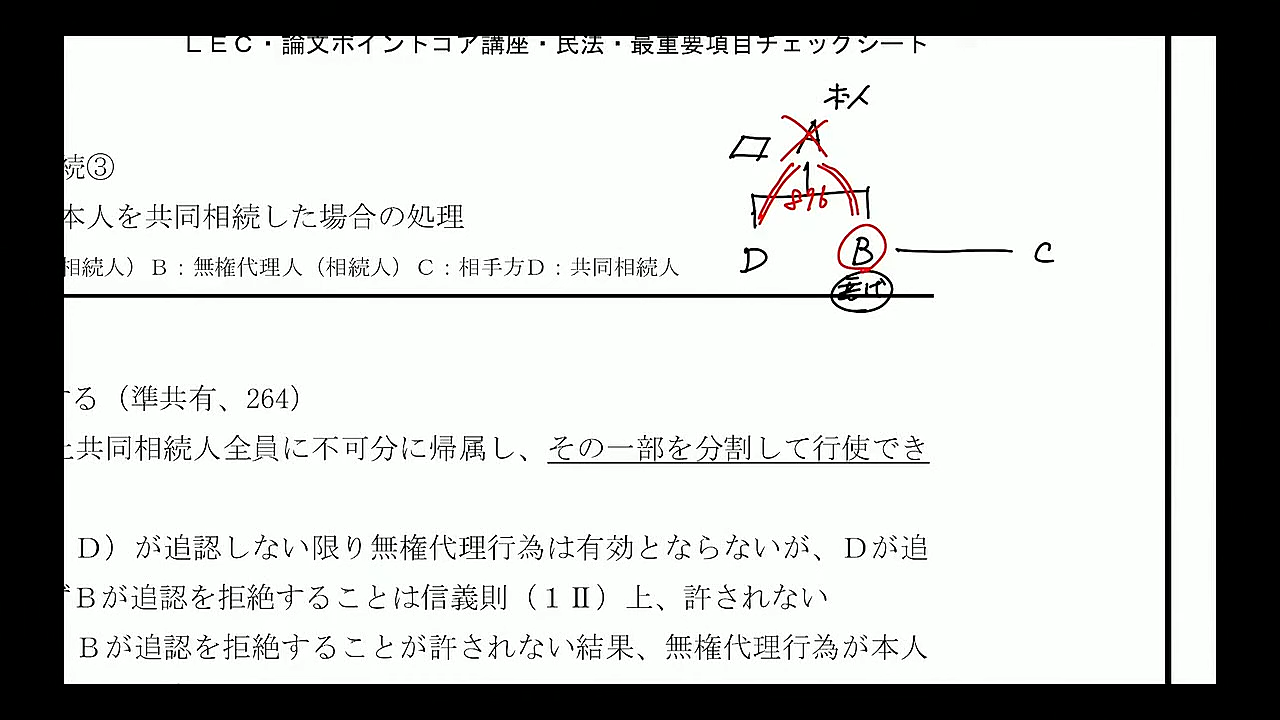 ＬＥＣ・論文ポイントコア講座・民法・最重要項目チェックシート
本人
A
続③
896
本人を共同相続した場合の処理
D
B
C
相続人）Ｂ：無権代理人（相続人）Ｃ：相手方Ｄ：共同相続人
無代
する（準共有、264）
上共同相続人全員に不可分に帰属し、その一部を分割して行使でき
Ｄ）が追認しない限り無権代理行為は有効とならないが、Ｄが追
Ｂが追認を拒絶することは信義則（１Ⅱ）上、許されない
Ｂが追認を拒絶することが許されない結果、無権代理行為が本人